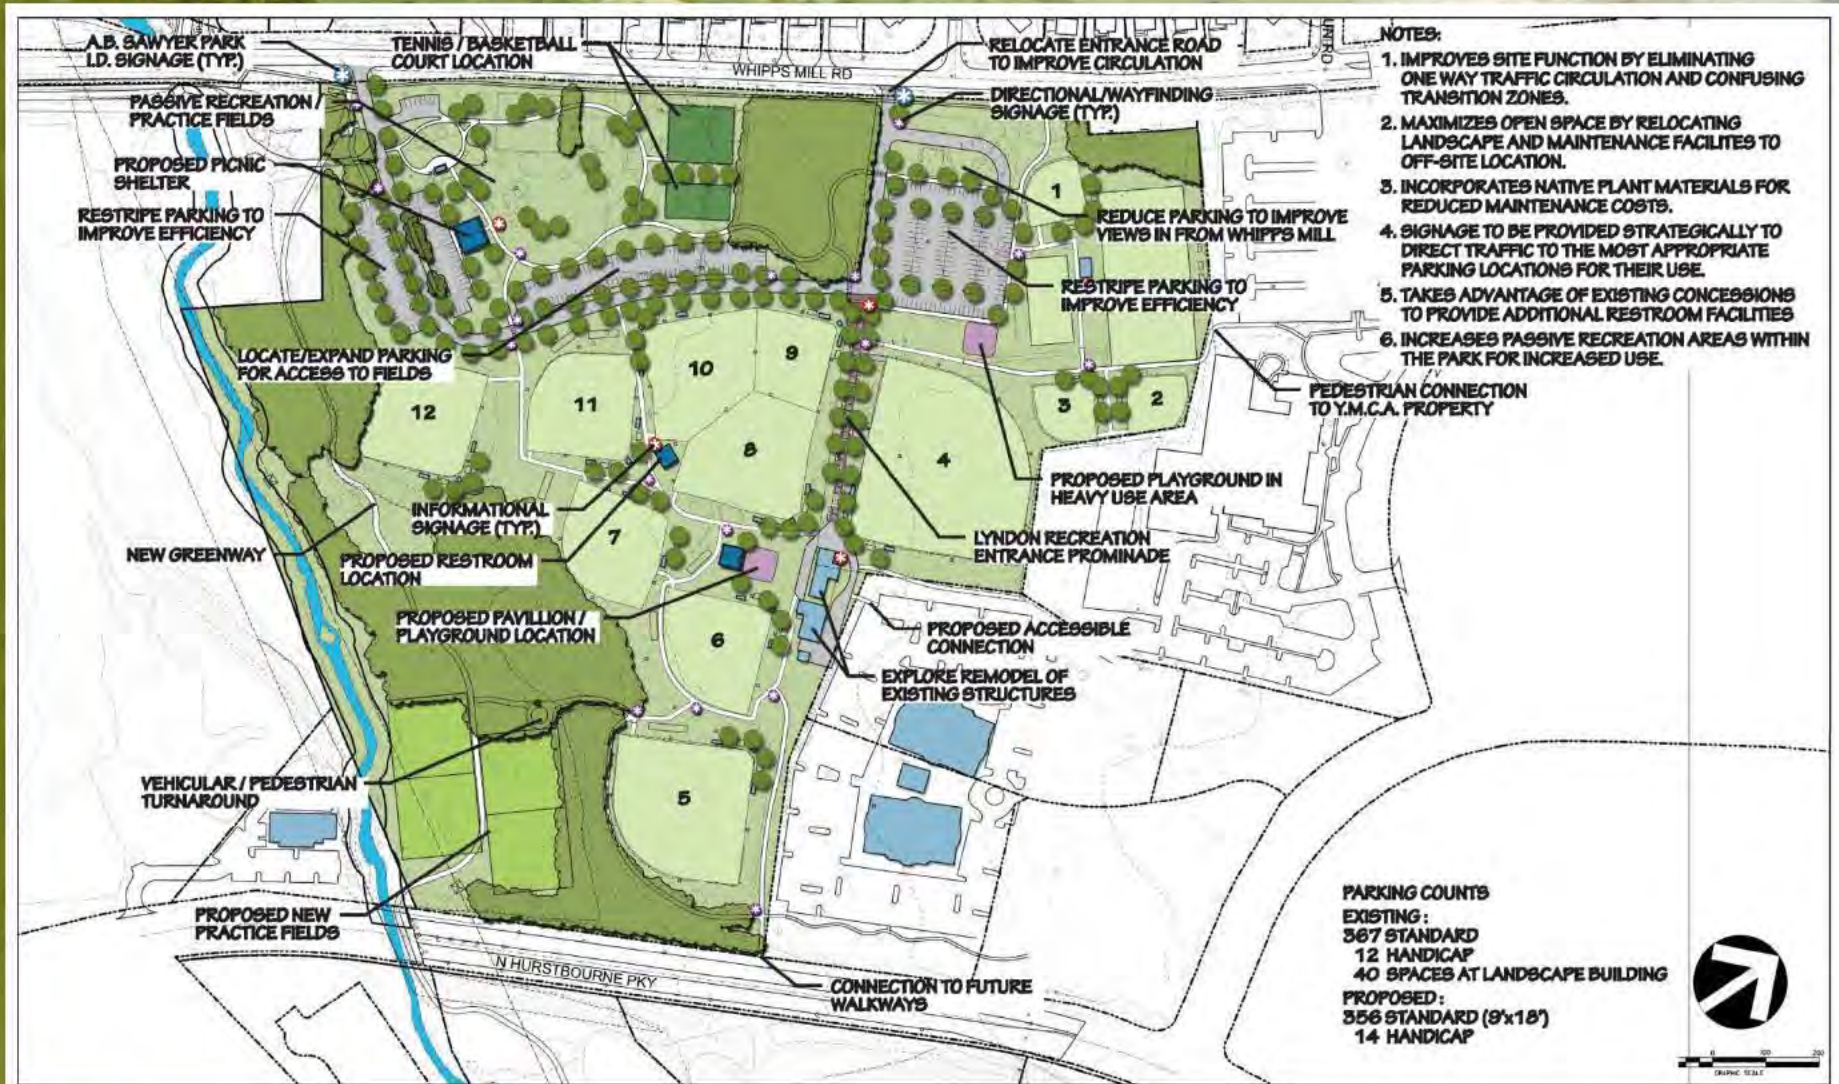 A.B. SAWYER PARK
I.D. SIGNAGE (TYP.)
TENNIS / BASKETBALL
COURT LOCATION
WHIPPS MILL RD
RELOCATE ENTRANCE ROAD
TO IMPROVE CIRCULATION
DIRECTIONAL/WAYFINDING
SIGNAGE (TYP.)
PASSIVE RECREATION /
PRACTICE FIELDS
PROPOSED PICNIC
SHELTER
RESTRIPE PARKING TO
IMPROVE EFFICIENCY
REDUCE PARKING TO IMPROVE
VIEWS IN FROM WHIPPS MILL
RESTRIPE PARKING TO
IMPROVE EFFICIENCY
LOCATE/EXPAND PARKING
FOR ACCESS TO FIELDS
PEDESTRIAN CONNECTION
TO Y.M.C.A. PROPERTY
1
9
10
11
12
3
2
8
4
7
6
5
PROPOSED PLAYGROUND IN
HEAVY USE AREA
INFORMATIONAL
SIGNAGE (TYP.)
LYNDON RECREATION
ENTRANCE PROMINADE
NEW GREENWAY
PROPOSED RESTROOM
LOCATION
PROPOSED PAVILLION /
PLAYGROUND LOCATION
PROPOSED ACCESSIBLE
CONNECTION
EXPLORE REMODEL OF
EXISTING STRUCTURES
VEHICULAR / PEDESTRIAN
TURNAROUND
PROPOSED NEW
PRACTICE FIELDS
N HURSTBOURNE PKY
CONNECTION TO FUTURE
WALKWAYS
NOTES:
1. IMPROVES SITE FUNCTION BY ELIMINATING
ONE WAY TRAFFIC CIRCULATION AND CONFUSING
TRANSITION ZONES.
2. MAXIMIZES OPEN SPACE BY RELOCATING
LANDSCAPE AND MAINTENANCE FACILITES TO
OFF-SITE LOCATION.
3. INCORPORATES NATIVE PLANT MATERIALS FOR
REDUCED MAINTENANCE COSTS.
4. SIGNAGE TO BE PROVIDED STRATEGICALLY TO
DIRECT TRAFFIC TO THE MOST APPROPRIATE
PARKING LOCATIONS FOR THEIR USE.
5. TAKES ADVANTAGE OF EXISTING CONCESSIONS
TO PROVIDE ADDITIONAL RESTROOM FACILITIES
6. INCREASES PASSIVE RECREATION AREAS WITHIN
THE PARK FOR INCREASED USE.
PARKING COUNTS
EXISTING :
367 STANDARD
12 HANDICAP
40 SPACES AT LANDSCAPE BUILDING
PROPOSED :
356 STANDARD (9'x18')
14 HANDICAP
0 100 200
GRAPHIC SCALE